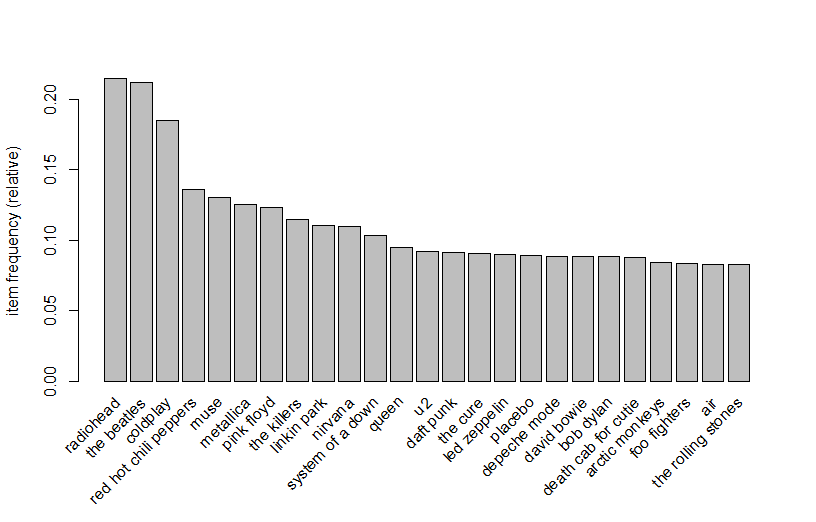 item frequency (relative)
0.20
0.15
0.10
0.05
0.00
radiohead
the beatles
coldplay
red hot chili peppers
muse
metallica
pink floyd
the killers
linkin park
nirvana
system of a down
queen
u2
daft punk
the cure
led zeppelin
placebo
depeche mode
david bowie
bob dylan
death cab for cutie
arctic monkeys
foo fighters
air
the rolling stones